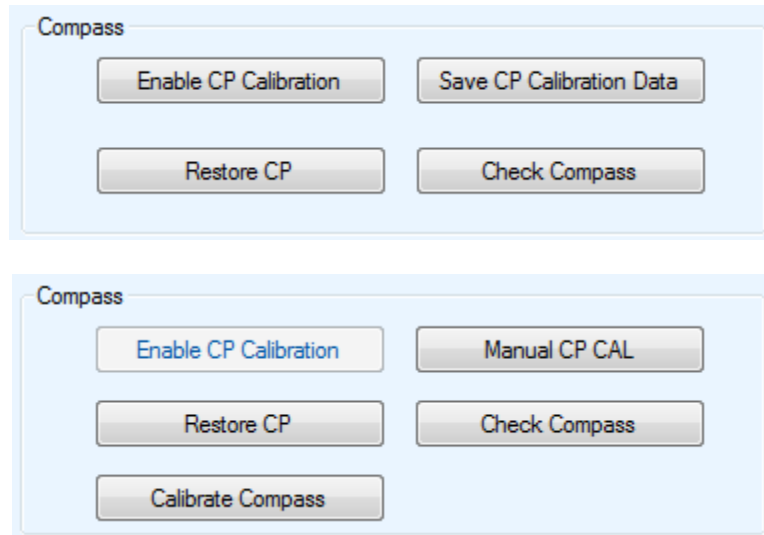 Compass
Enable CP Calibration Save CP Calibration Data
Restore CP Check Compass
Compass
Enable CP Calibration Manual CP CAL
Restore CP Check Compass
Calibrate Compass